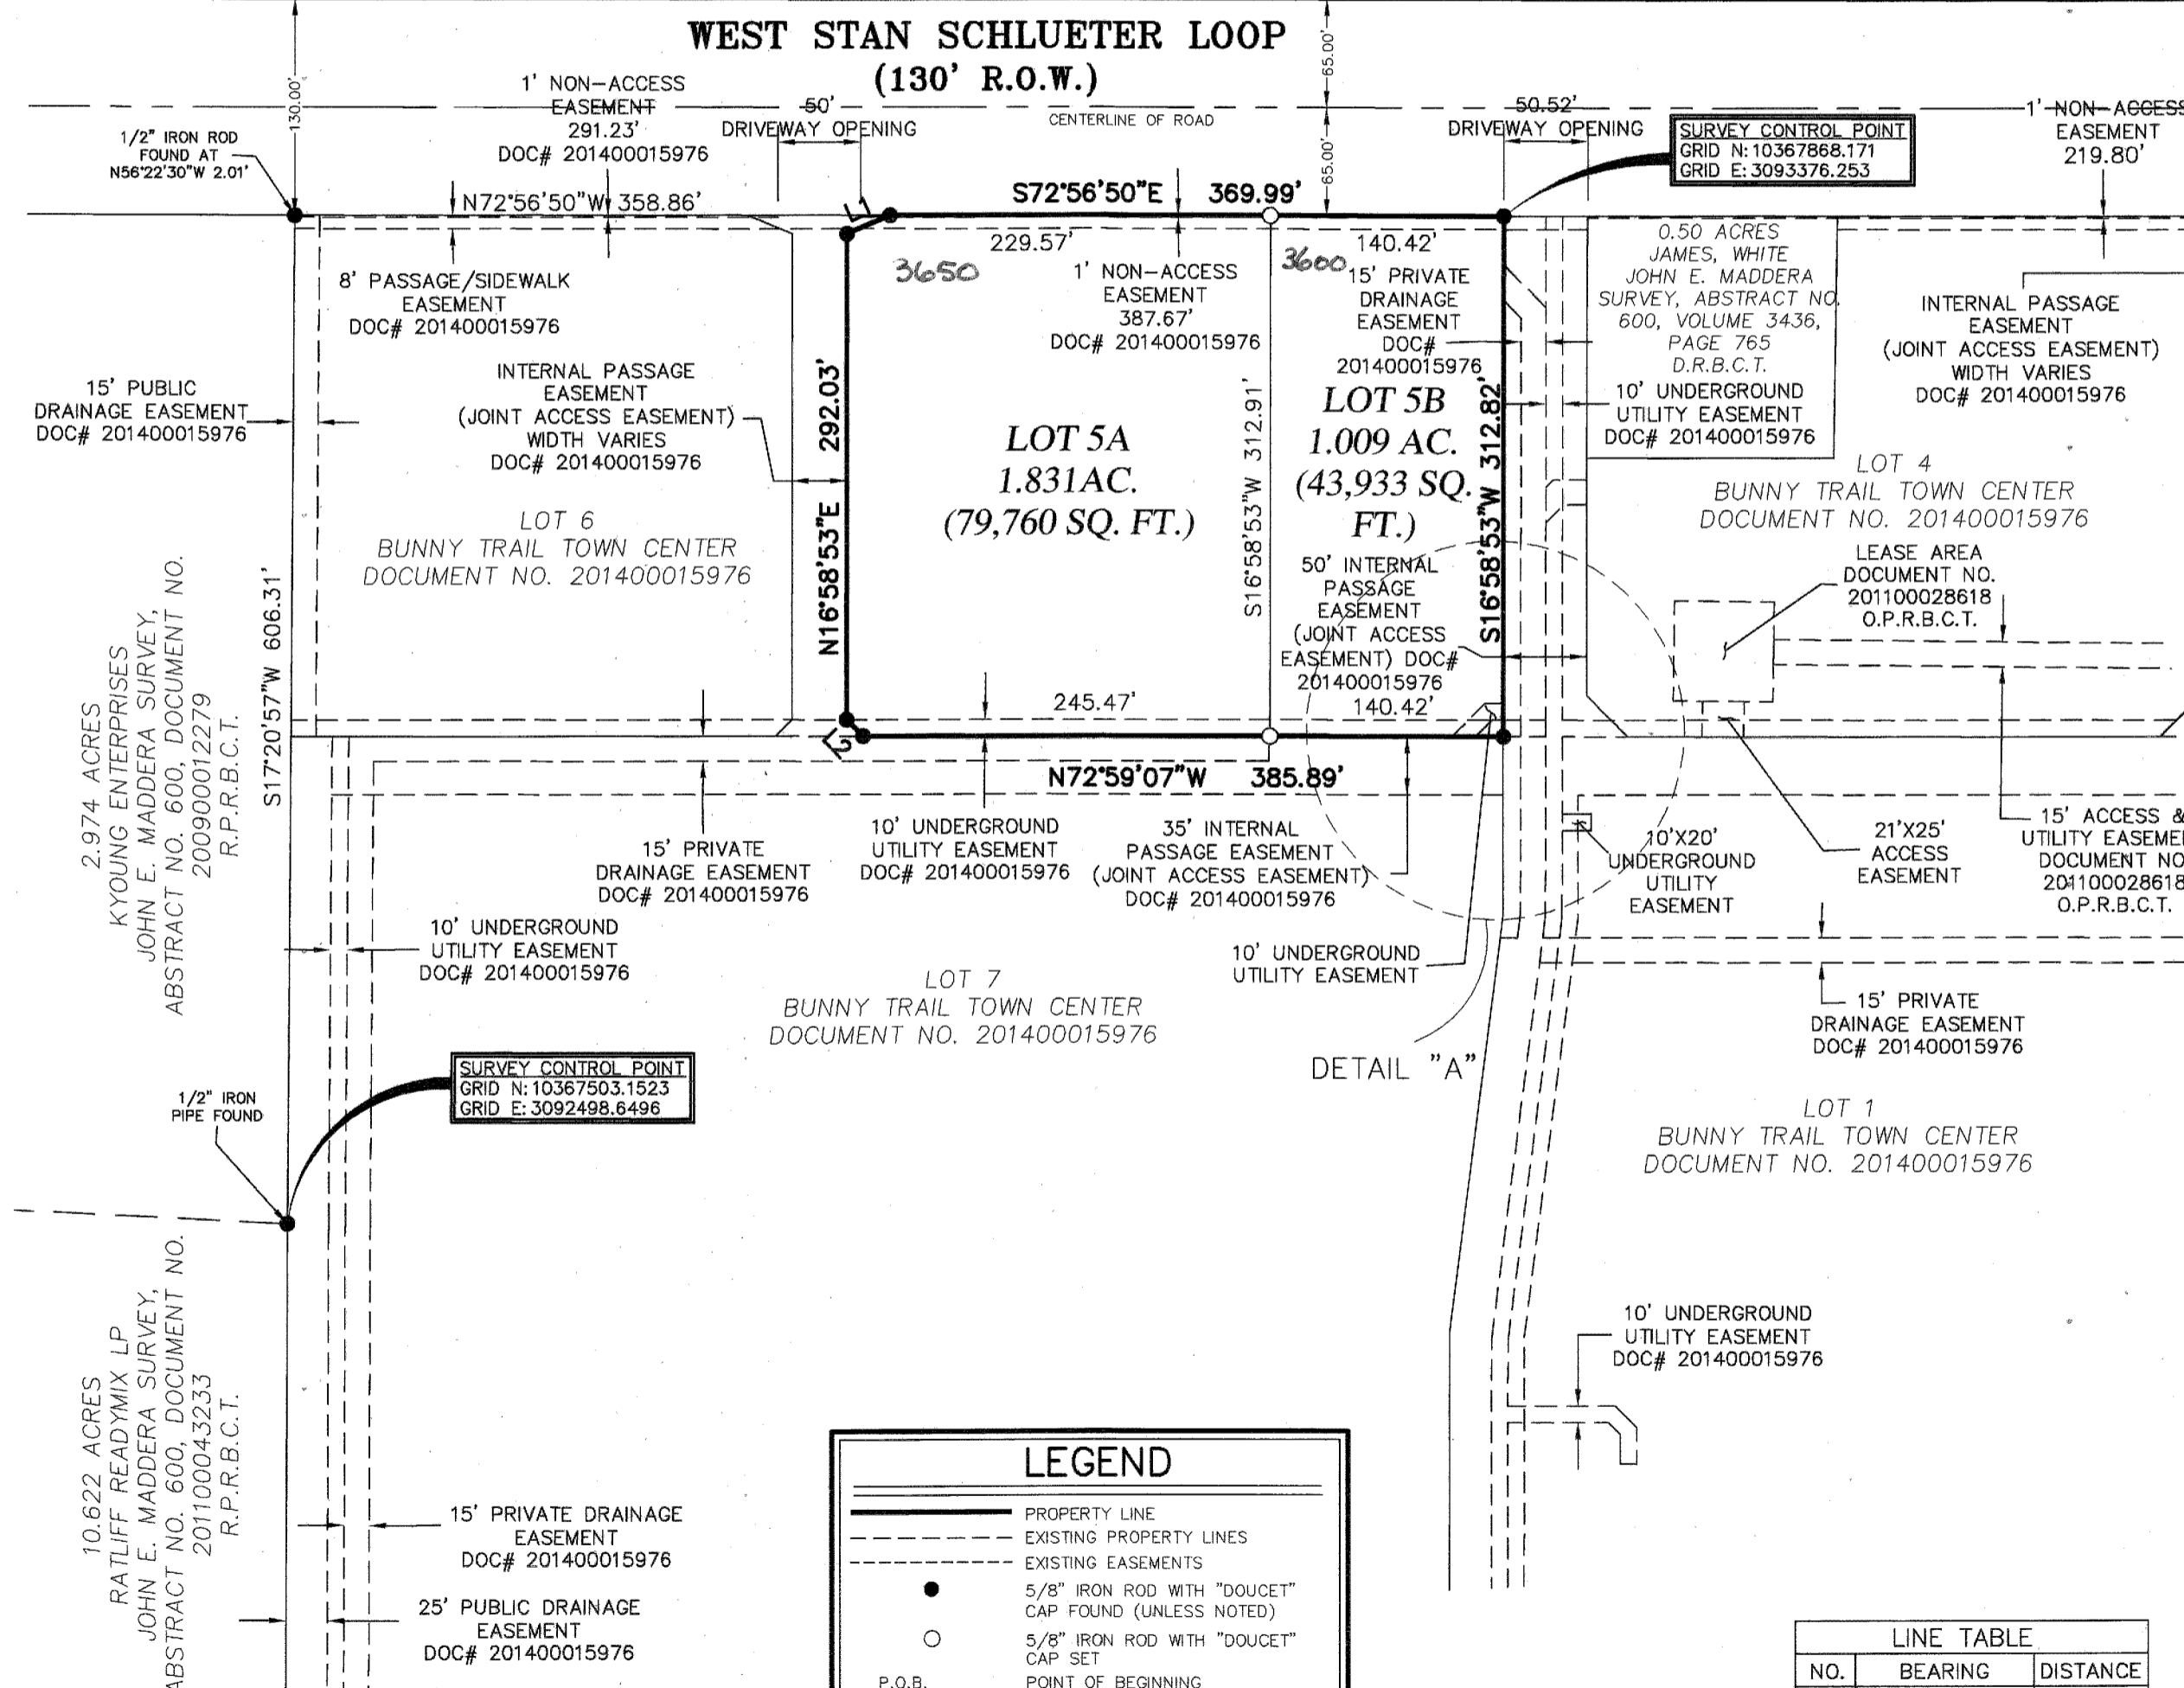 WEST STAN SCHLUETER LOOP
(130' R.O.W.)
130.00'
65.00'
65.00'
1' NON-ACCESS
EASEMENT
291.23'
DOC# 201400015976
50'
DRIVEWAY OPENING
CENTERLINE OF ROAD
50.52'
DRIVEWAY OPENING
SURVEY CONTROL POINT
GRID N: 10367868.171
GRID E: 3093376.253
1' NON-ACCESS
EASEMENT
219.80'
1/2" IRON ROD
FOUND AT
N56°22'30"W 2.01'
N72°56'50"W 358.86'
L1
S72°56'50"E 369.99'
229.57'
140.42'
3650
3600
8' PASSAGE/SIDEWALK
EASEMENT
DOC# 201400015976
1' NON-ACCESS
EASEMENT
387.67'
DOC# 201400015976
15' PRIVATE
DRAINAGE
EASEMENT
DOC#
201400015976
0.50 ACRES
JAMES, WHITE
JOHN E. MADDERA
SURVEY, ABSTRACT NO.
600, VOLUME 3436,
PAGE 765
D.R.B.C.T.
INTERNAL PASSAGE
EASEMENT
(JOINT ACCESS EASEMENT)
WIDTH VARIES
DOC# 201400015976
15' PUBLIC
DRAINAGE EASEMENT
DOC# 201400015976
INTERNAL PASSAGE
EASEMENT
(JOINT ACCESS EASEMENT)
WIDTH VARIES
DOC# 201400015976
N16°58'53"E 292.03'
LOT 5A
1.831AC.
(79,760 SQ. FT.)
S16°58'53"W 312.91'
LOT 5B
1.009 AC.
(43,933 SQ.
FT.)
S16°58'53"W 312.82'
10' UNDERGROUND
UTILITY EASEMENT
DOC# 201400015976
LOT 4
BUNNY TRAIL TOWN CENTER
DOCUMENT NO. 201400015976
LOT 6
BUNNY TRAIL TOWN CENTER
DOCUMENT NO. 201400015976
50' INTERNAL
PASSAGE
EASEMENT
(JOINT ACCESS
EASEMENT) DOC#
201400015976
LEASE AREA
DOCUMENT NO.
201100028618
O.P.R.B.C.T.
S17°20'57"W 606.31'
2.974 ACRES
KYOUNG ENTERPRISES
JOHN E. MADDERA SURVEY,
ABSTRACT NO. 600, DOCUMENT NO.
200900012279
R.P.R.B.C.T.
245.47'
140.42'
L2
N72°59'07"W 385.89'
15' PRIVATE
DRAINAGE EASEMENT
DOC# 201400015976
10' UNDERGROUND
UTILITY EASEMENT
DOC# 201400015976
35' INTERNAL
PASSAGE EASEMENT
(JOINT ACCESS EASEMENT)
DOC# 201400015976
10'X20'
UNDERGROUND
UTILITY
EASEMENT
21'X25'
ACCESS
EASEMENT
15' ACCESS &
UTILITY EASEME
DOCUMENT NO
201100028618
O.P.R.B.C.T.
10' UNDERGROUND
UTILITY EASEMENT
DOC# 201400015976
10' UNDERGROUND
UTILITY EASEMENT
LOT 7
BUNNY TRAIL TOWN CENTER
DOCUMENT NO. 201400015976
15' PRIVATE
DRAINAGE EASEMENT
DOC# 201400015976
DETAIL "A"
SURVEY CONTROL POINT
GRID N: 10367503.1523
GRID E: 3092498.6496
1/2" IRON
PIPE FOUND
LOT 1
BUNNY TRAIL TOWN CENTER
DOCUMENT NO. 201400015976
10.622 ACRES
RATLIFF READYMIX LP
JOHN E. MADDERA SURVEY,
ABSTRACT NO. 600, DOCUMENT NO.
201100043233
R.P.R.B.C.T.
10' UNDERGROUND
UTILITY EASEMENT
DOC# 201400015976
15' PRIVATE DRAINAGE
EASEMENT
DOC# 201400015976
25' PUBLIC DRAINAGE
EASEMENT
DOC# 201400015976
LEGEND
PROPERTY LINE
EXISTING PROPERTY LINES
EXISTING EASEMENTS
5/8" IRON ROD WITH "DOUCET"
CAP FOUND (UNLESS NOTED)
5/8" IRON ROD WITH "DOUCET"
CAP SET
P.O.B. POINT OF BEGINNING
LINE TABLE
NO. BEARING DISTANCE